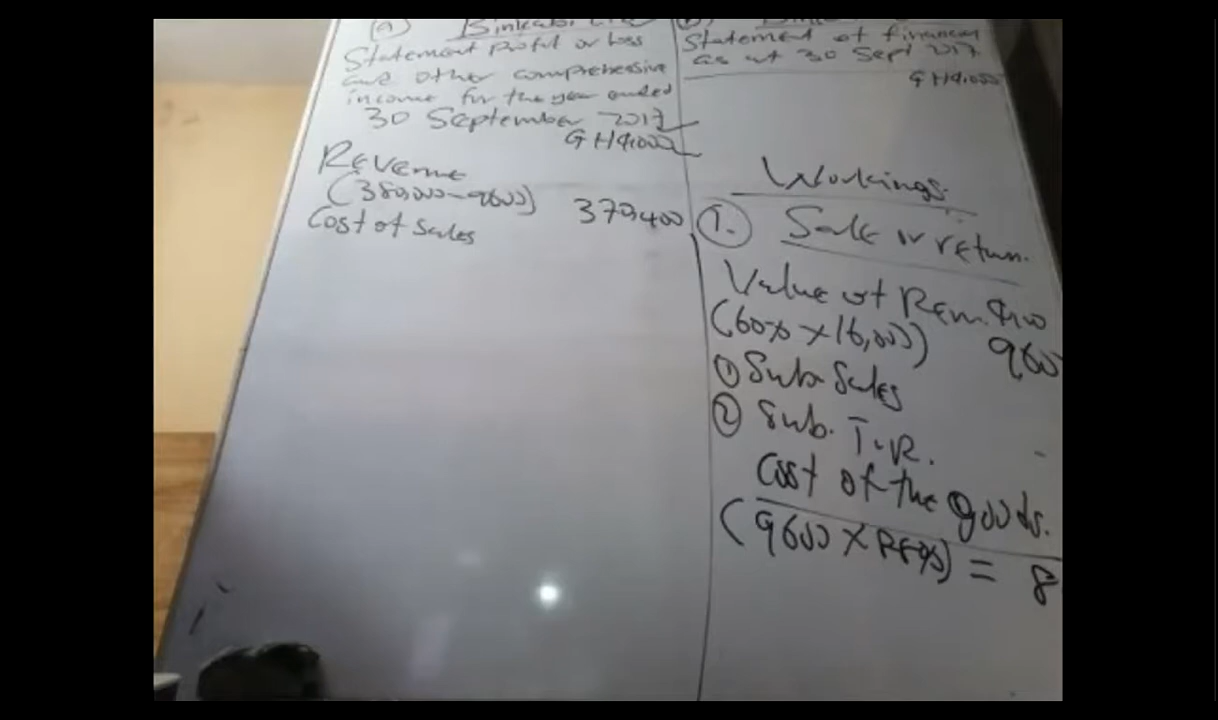 (a)
Statement profit or loss
and other comprehensive
income for the year ended
30 September 2017
GH¢'000
Revenue
(380,000-9600) 370,400
Cost of Sales
Statement of financial
as at 30 Sept 2017
GH¢'000
Workings
1. Sale or return.
Value of Rem.
(60% × 16,000) 960
① Sub Sales
② Sub. T.R.
Cost of the goods.
(9600 × ) = 8